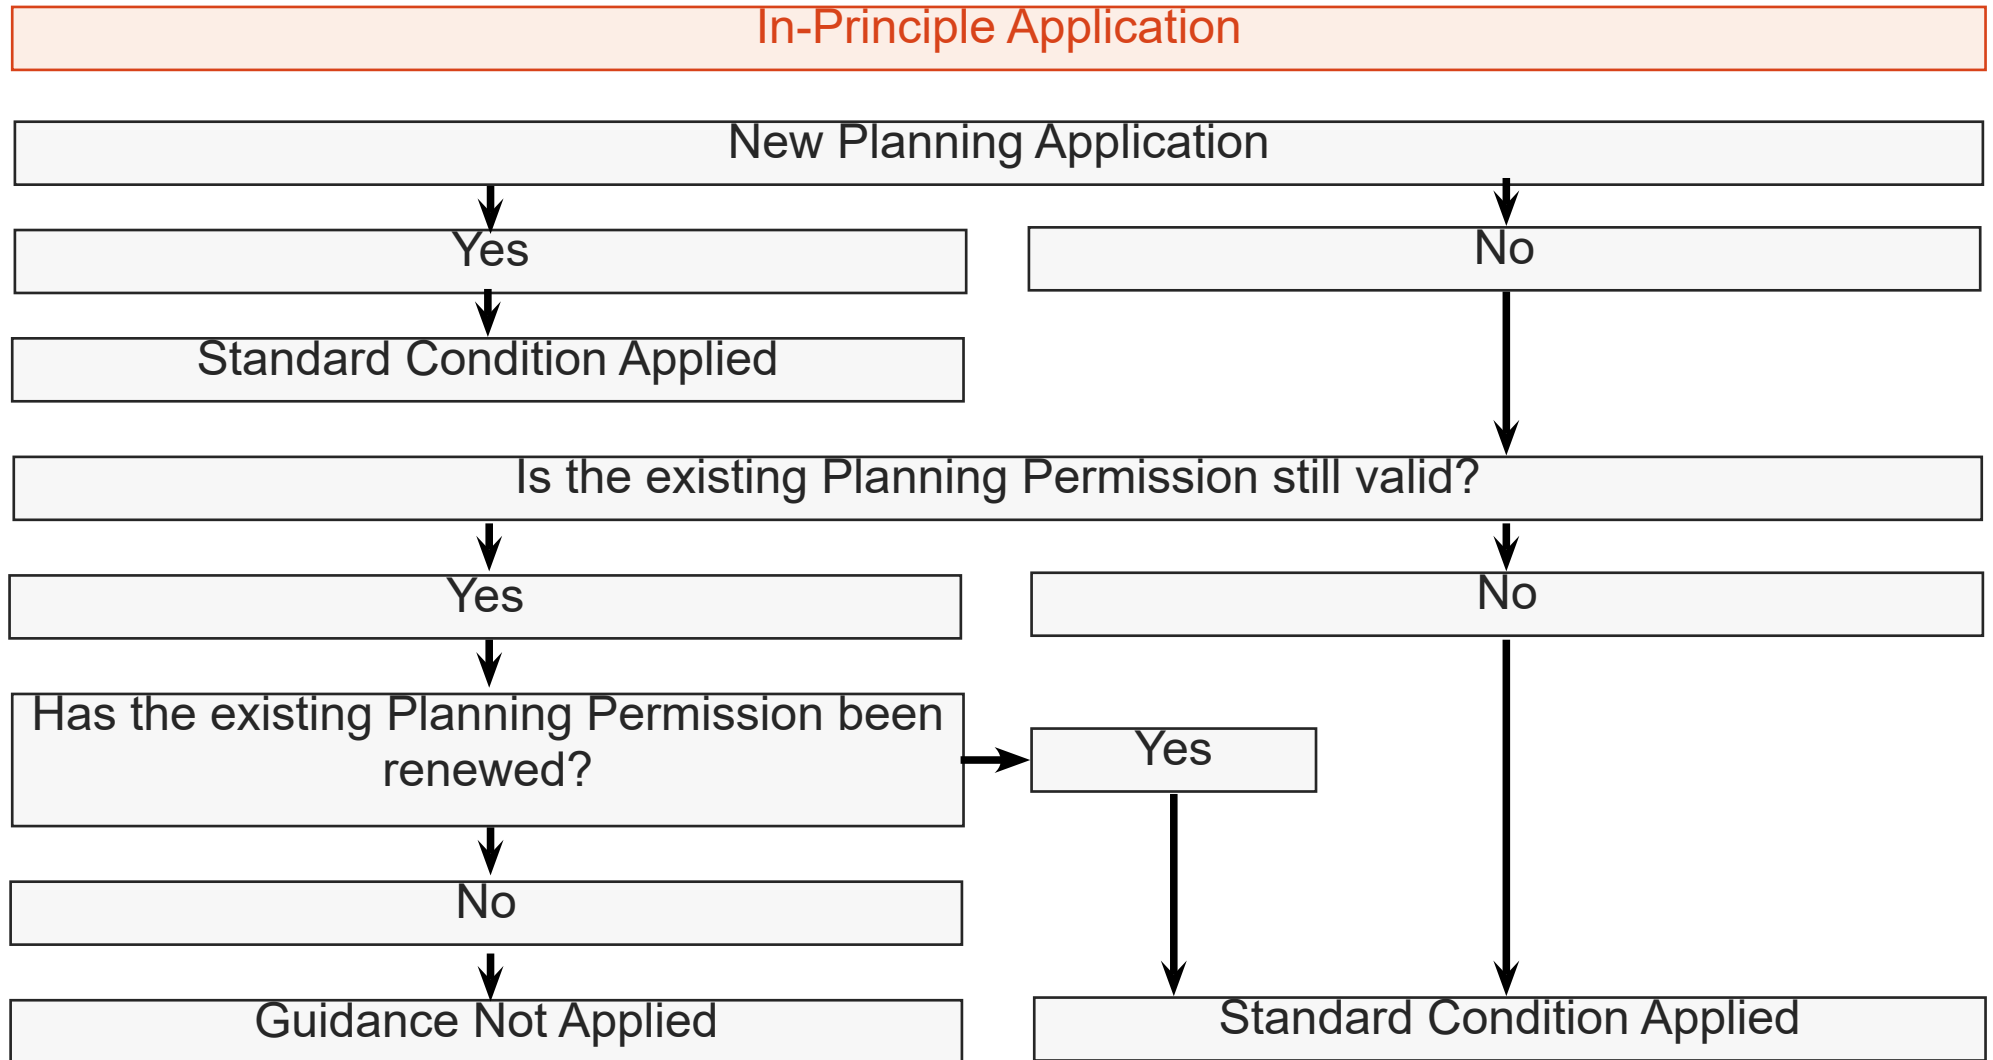 In-Principle Application
New Planning Application
Yes
No
Standard Condition Applied
Is the existing Planning Permission still valid?
Yes
No
Has the existing Planning Permission been
renewed?
Yes
No
Guidance Not Applied
Standard Condition Applied